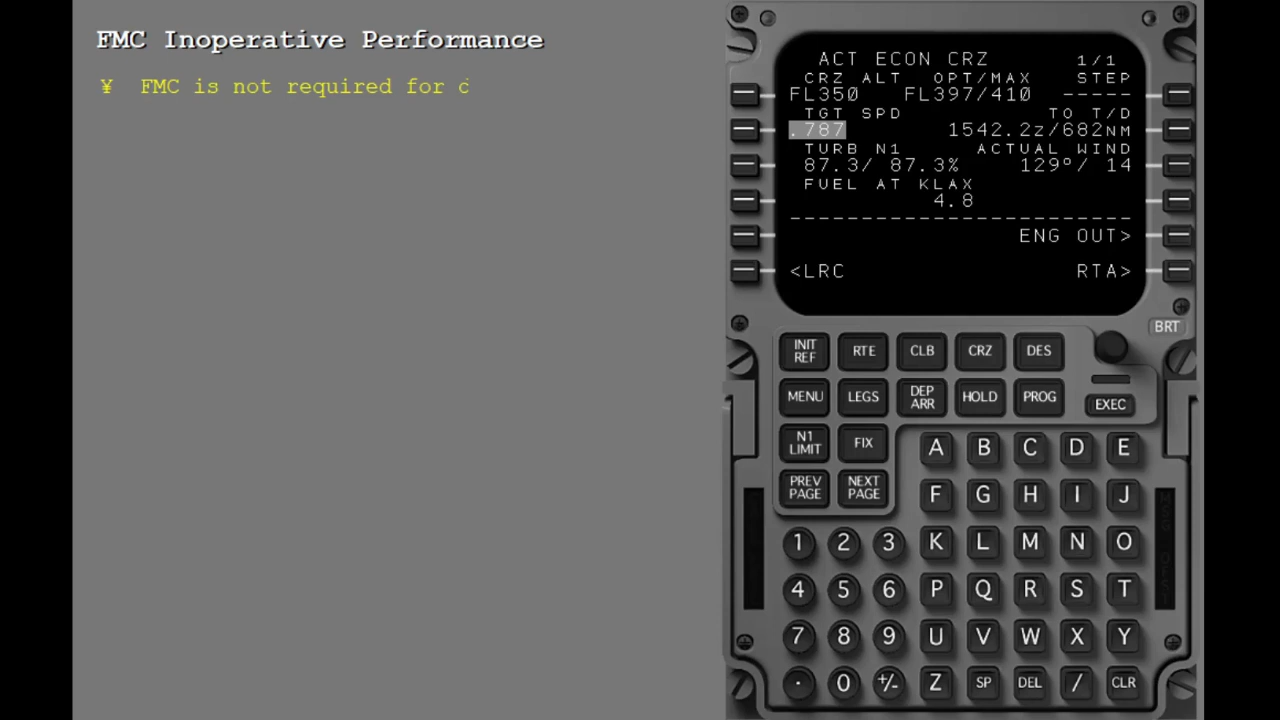 FMC Inoperative Performance
¥ FMC is not required for
ACT ECON CRZ 1/1
CRZ ALT OPT/MAX STEP
FL350 FL397/410 -----
TGT SPD TO T/D
.787 1542.2z/682NM
TURB N1 ACTUAL WIND
87.3/ 87.3% 129°/ 14
FUEL AT KLAX
4.8
------------------------
ENG OUT>
<LRC RTA>
BRT
INIT REF RTE CLB CRZ DES
MENU LEGS DEP ARR HOLD PROG EXEC
N1 LIMIT FIX
PREV PAGE NEXT PAGE
A B C D E
F G H I J
1 2 3 K L M N O
4 5 6 P Q R S T
7 8 9 U V W X Y
. 0 +/- Z SP DEL / CLR